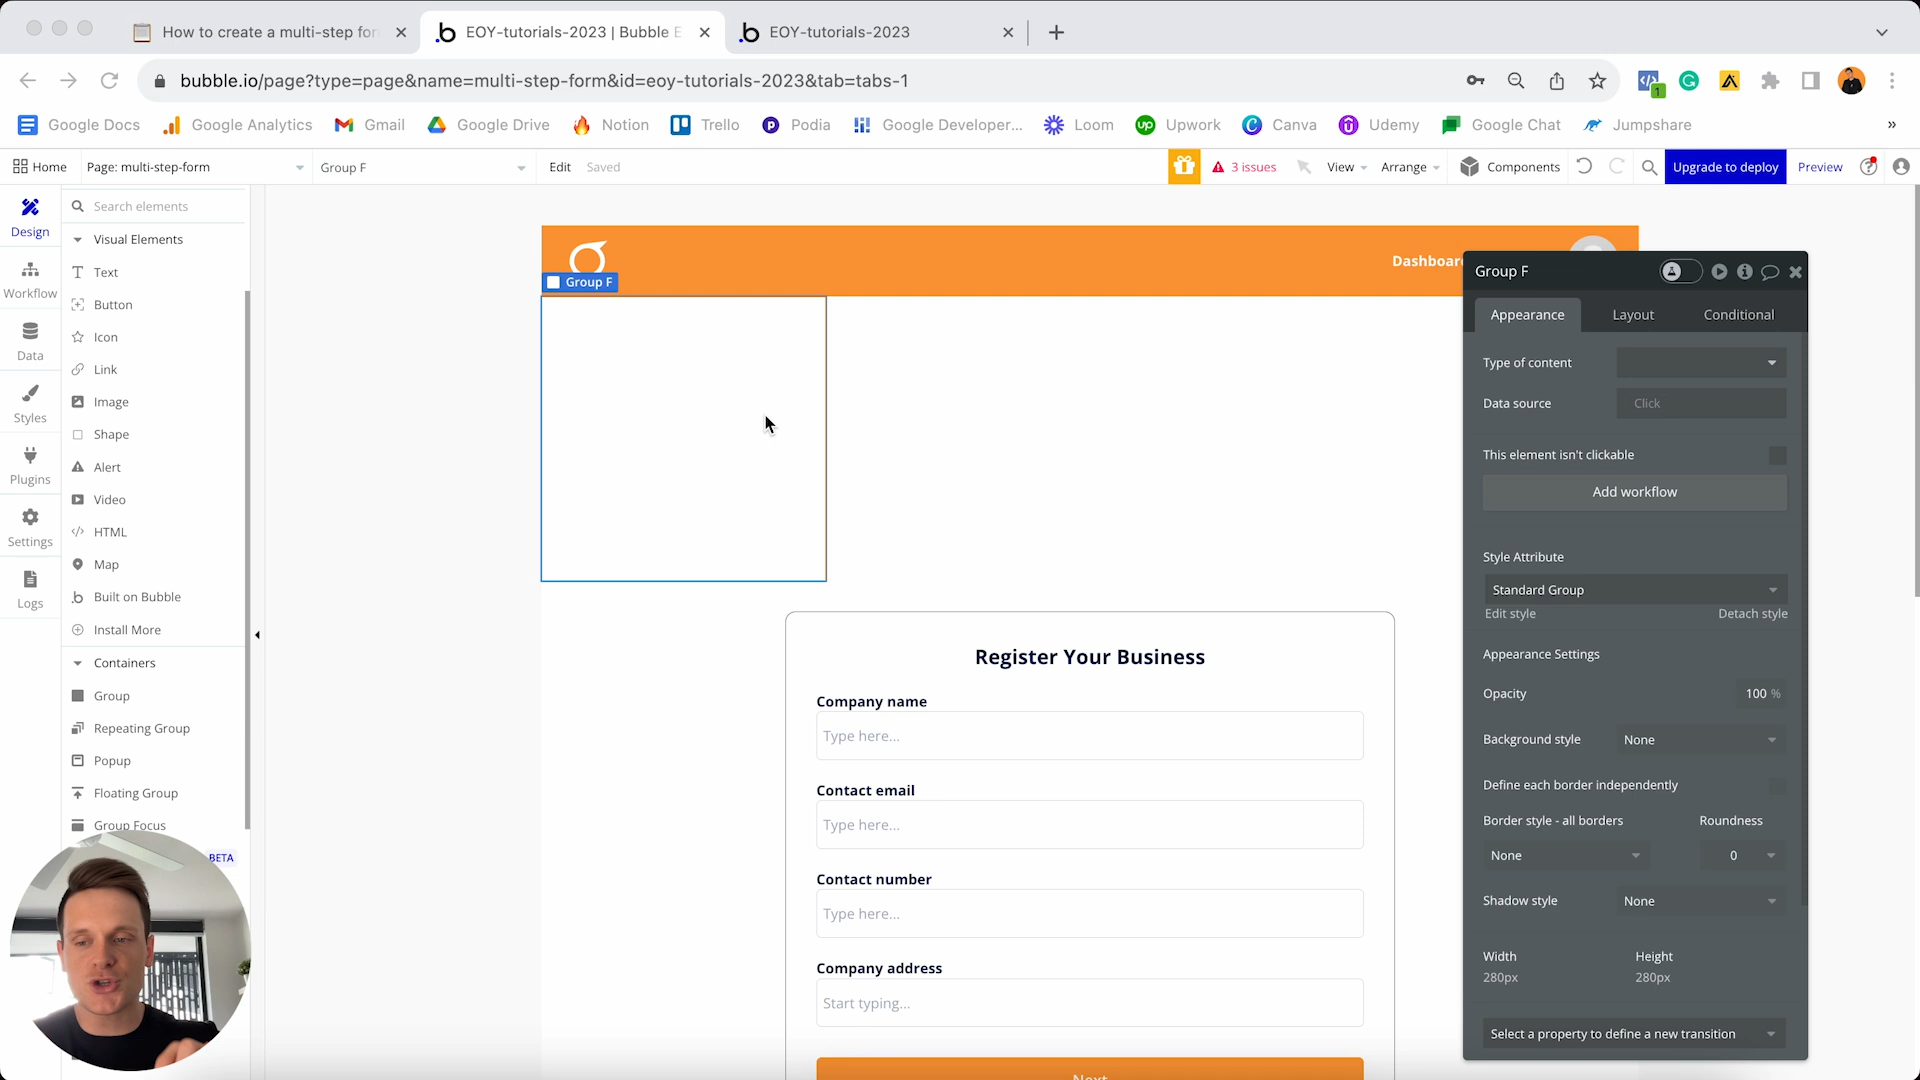 How to create a multi-step for
EOY-tutorials-2023 | Bubble E
EOY-tutorials-2023
bubble.io/page?type=page&name=multi-step-form&id=eoy-tutorials-2023&tab=tabs-1
1
Google Docs
Google Analytics
Gmail
Google Drive
Notion
Trello
Podia
Google Developer...
Loom
Upwork
Canva
Udemy
Google Chat
Jumpshare
»
Home
Page: multi-step-form
Group F
Edit
Saved
3 issues
View
Arrange
Components
Upgrade to deploy
Preview
Design
Workflow
Data
Styles
Plugins
Settings
Logs
Search elements
Visual Elements
Text
Button
Icon
Link
Image
Shape
Alert
Video
HTML
Map
Built on Bubble
Install More
Containers
Group
Repeating Group
Popup
Floating Group
Group Focus
BETA
Dashboar
Group F
Register Your Business
Company name
Type here...
Contact email
Type here...
Contact number
Type here...
Company address
Start typing...
Next
Group F
Appearance
Layout
Conditional
Type of content
Data source
Click
This element isn't clickable
Add workflow
Style Attribute
Standard Group
Edit style
Detach style
Appearance Settings
Opacity
100 %
Background style
None
Define each border independently
Border style - all borders
Roundness
None
0
Shadow style
None
Width
Height
280px
280px
Select a property to define a new transition